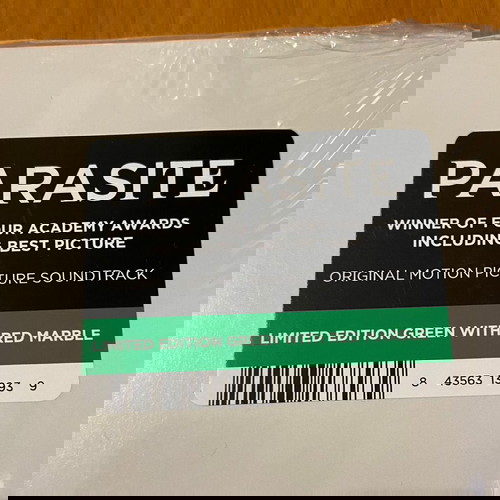 PARASITE
WINNER OF FOUR ACADEMY AWARDS
INCLUDING BEST PICTURE
ORIGINAL MOTION PICTURE SOUNDTRACK
LIMITED EDITION GREEN WITH RED MARBLE